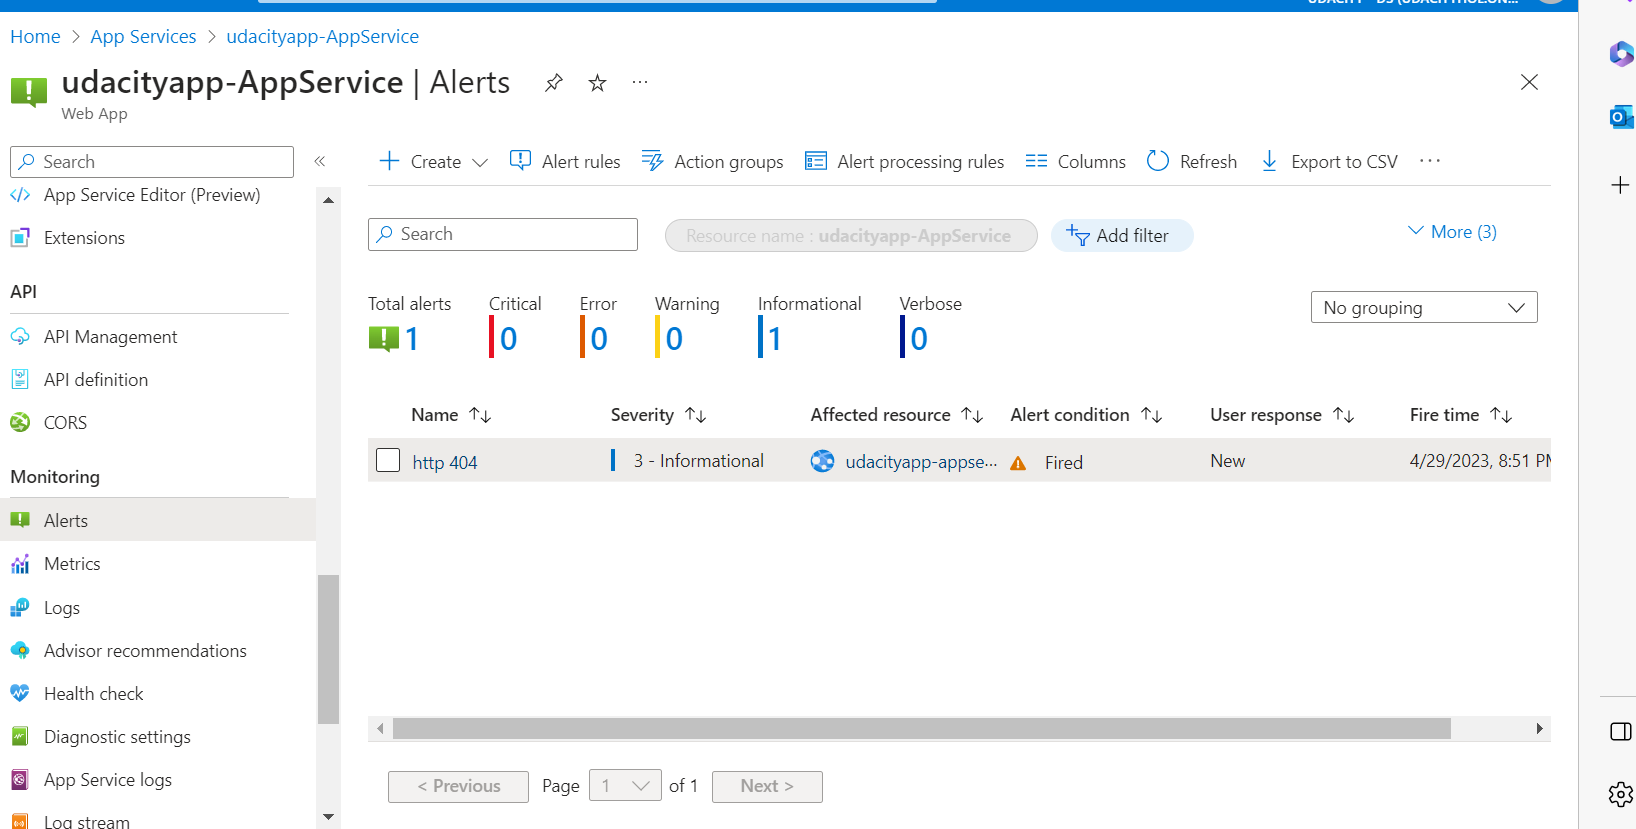 Home > App Services > udacityapp-AppService
udacityapp-AppService | Alerts
Web App
Search
App Service Editor (Preview)
Extensions
API
API Management
API definition
CORS
Monitoring
Alerts
Metrics
Logs
Advisor recommendations
Health check
Diagnostic settings
App Service logs
Log stream
Create Alert rules Action groups Alert processing rules Columns Refresh Export to CSV
Search Resource name : udacityapp-AppService Add filter More (3)
Total alerts Critical Error Warning Informational Verbose
1 0 0 0 1 0
No grouping
Name Severity Affected resource Alert condition User response Fire time
http 404 3 - Informational udacityapp-appse... Fired New 4/29/2023, 8:51 PM
< Previous Page 1 of 1 Next >